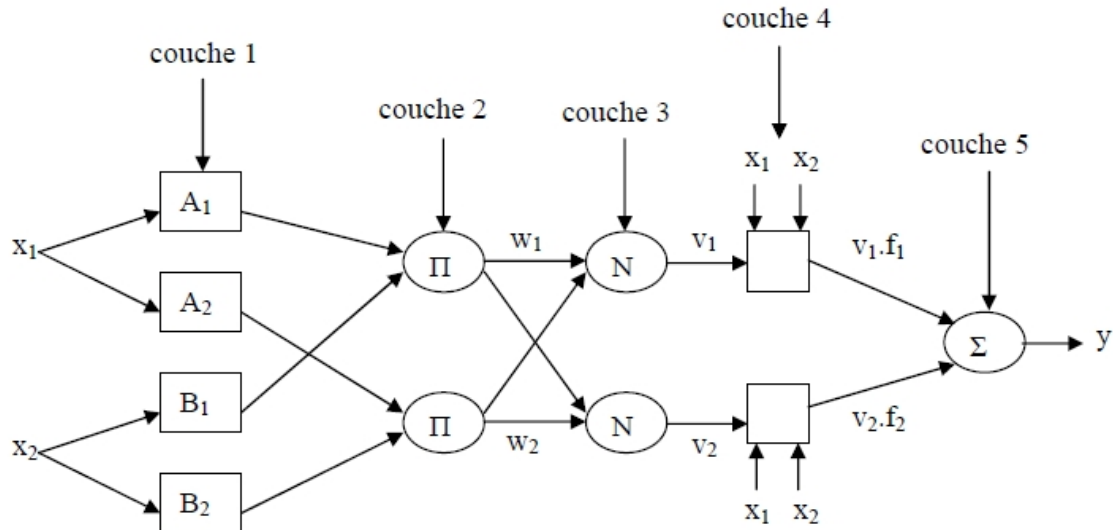 couche 4
couche 1
couche 2
couche 3
couche 5
x₁ x₂
A₁
x₁
Π
w₁
N
v₁
v₁.f₁
A₂
Σ
y
B₁
x₂
Π
w₂
N
v₂
v₂.f₂
B₂
x₁ x₂